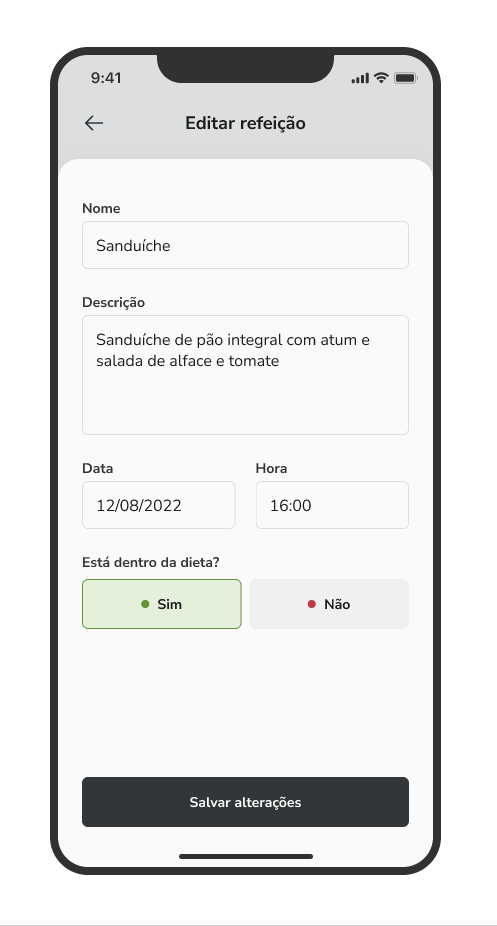 9:41
Editar refeição
Nome
Sanduíche
Descrição
Sanduíche de pão integral com atum e
salada de alface e tomate
Data
Hora
12/08/2022
16:00
Está dentro da dieta?
Sim
Não
Salvar alterações